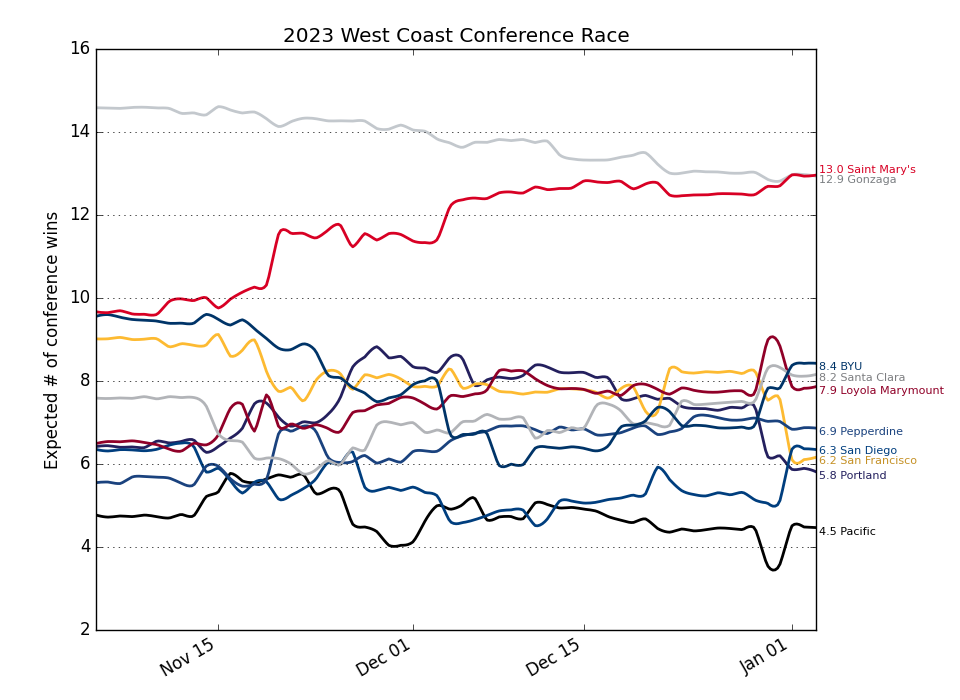 2023 West Coast Conference Race
Expected # of conference wins
16
14
12
10
8
6
4
2
Nov 15
Dec 01
Dec 15
Jan 01
13.0 Saint Mary's
12.9 Gonzaga
8.4 BYU
8.2 Santa Clara
7.9 Loyola Marymount
6.9 Pepperdine
6.3 San Diego
6.2 San Francisco
5.8 Portland
4.5 Pacific